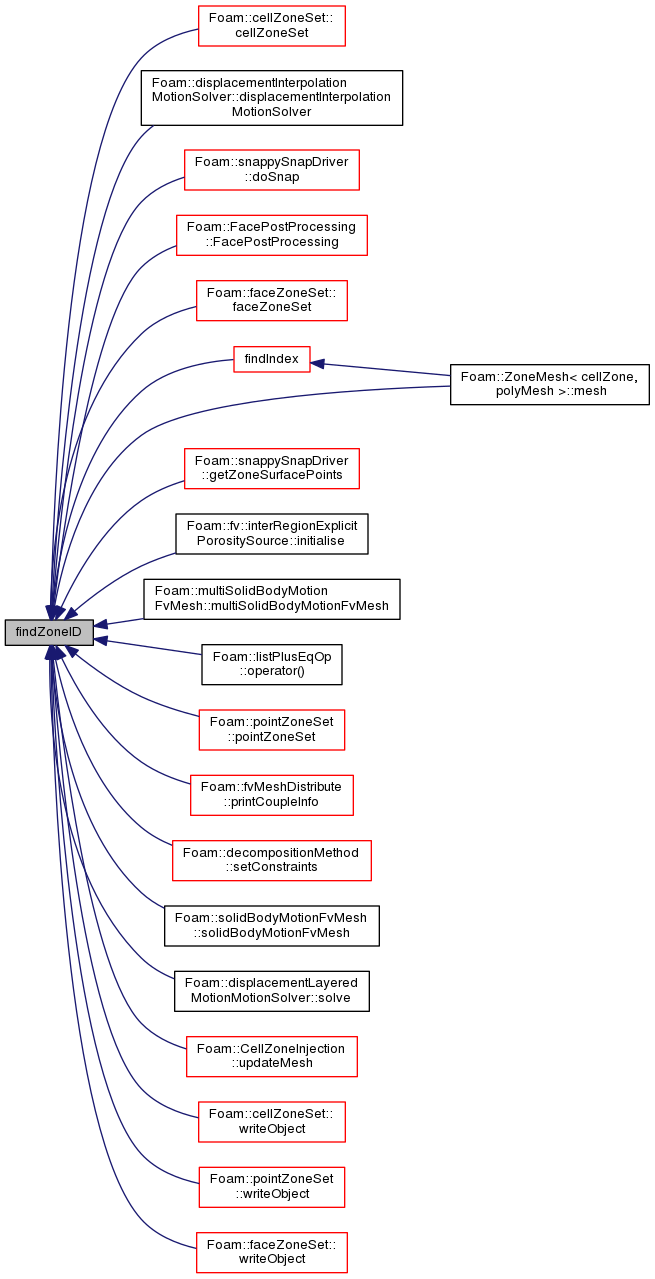 Foam::cellZoneSet::
cellZoneSet
Foam::displacementInterpolation
MotionSolver::displacementInterpolation
MotionSolver
Foam::snappySnapDriver
::doSnap
Foam::FacePostProcessing
::FacePostProcessing
Foam::faceZoneSet::
faceZoneSet
findIndex
Foam::ZoneMesh< cellZone,
polyMesh >::mesh
Foam::snappySnapDriver
::getZoneSurfacePoints
Foam::fv::interRegionExplicit
PorositySource::initialise
Foam::multiSolidBodyMotion
FvMesh::multiSolidBodyMotionFvMesh
findZoneID
Foam::listPlusEqOp
::operator()
Foam::pointZoneSet
::pointZoneSet
Foam::fvMeshDistribute
::printCoupleInfo
Foam::decompositionMethod
::setConstraints
Foam::solidBodyMotionFvMesh
::solidBodyMotionFvMesh
Foam::displacementLayered
MotionMotionSolver::solve
Foam::CellZoneInjection
::updateMesh
Foam::cellZoneSet::
writeObject
Foam::pointZoneSet
::writeObject
Foam::faceZoneSet::
writeObject